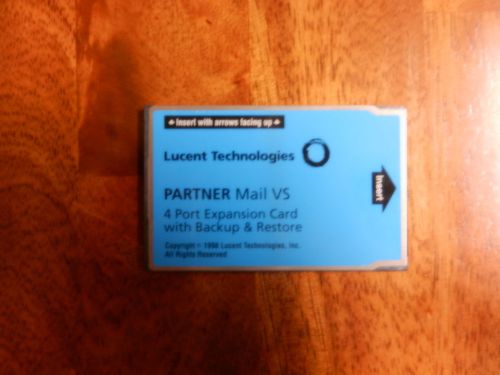 Insert with arrows facing up
Lucent Technologies
Insert
PARTNER Mail VS
4 Port Expansion Card
with Backup & Restore
Copyright © 1998 Lucent Technologies, Inc.
All Rights Reserved